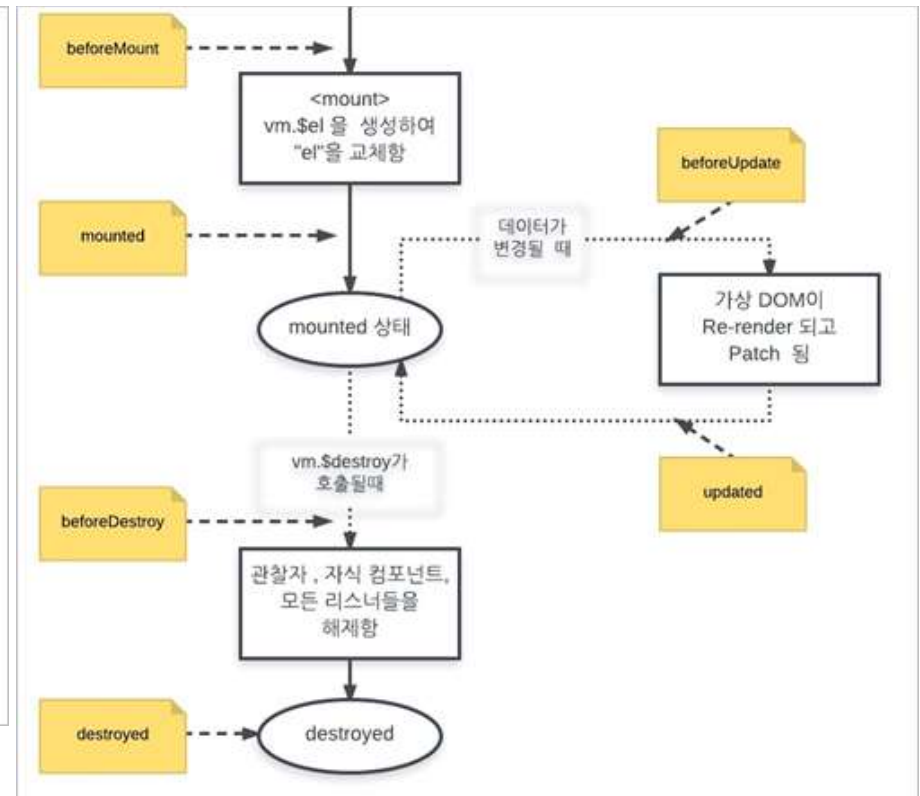 beforeMount
<mount>
vm.$el 을 생성하여
"el"을 교체함
beforeUpdate
mounted
데이터가
변경될 때
mounted 상태
가상 DOM이
Re-render 되고
Patch 됨
vm.$destroy가
호출될때
updated
beforeDestroy
관찰자 , 자식 컴포넌트,
모든 리스너들을
해제함
destroyed
destroyed